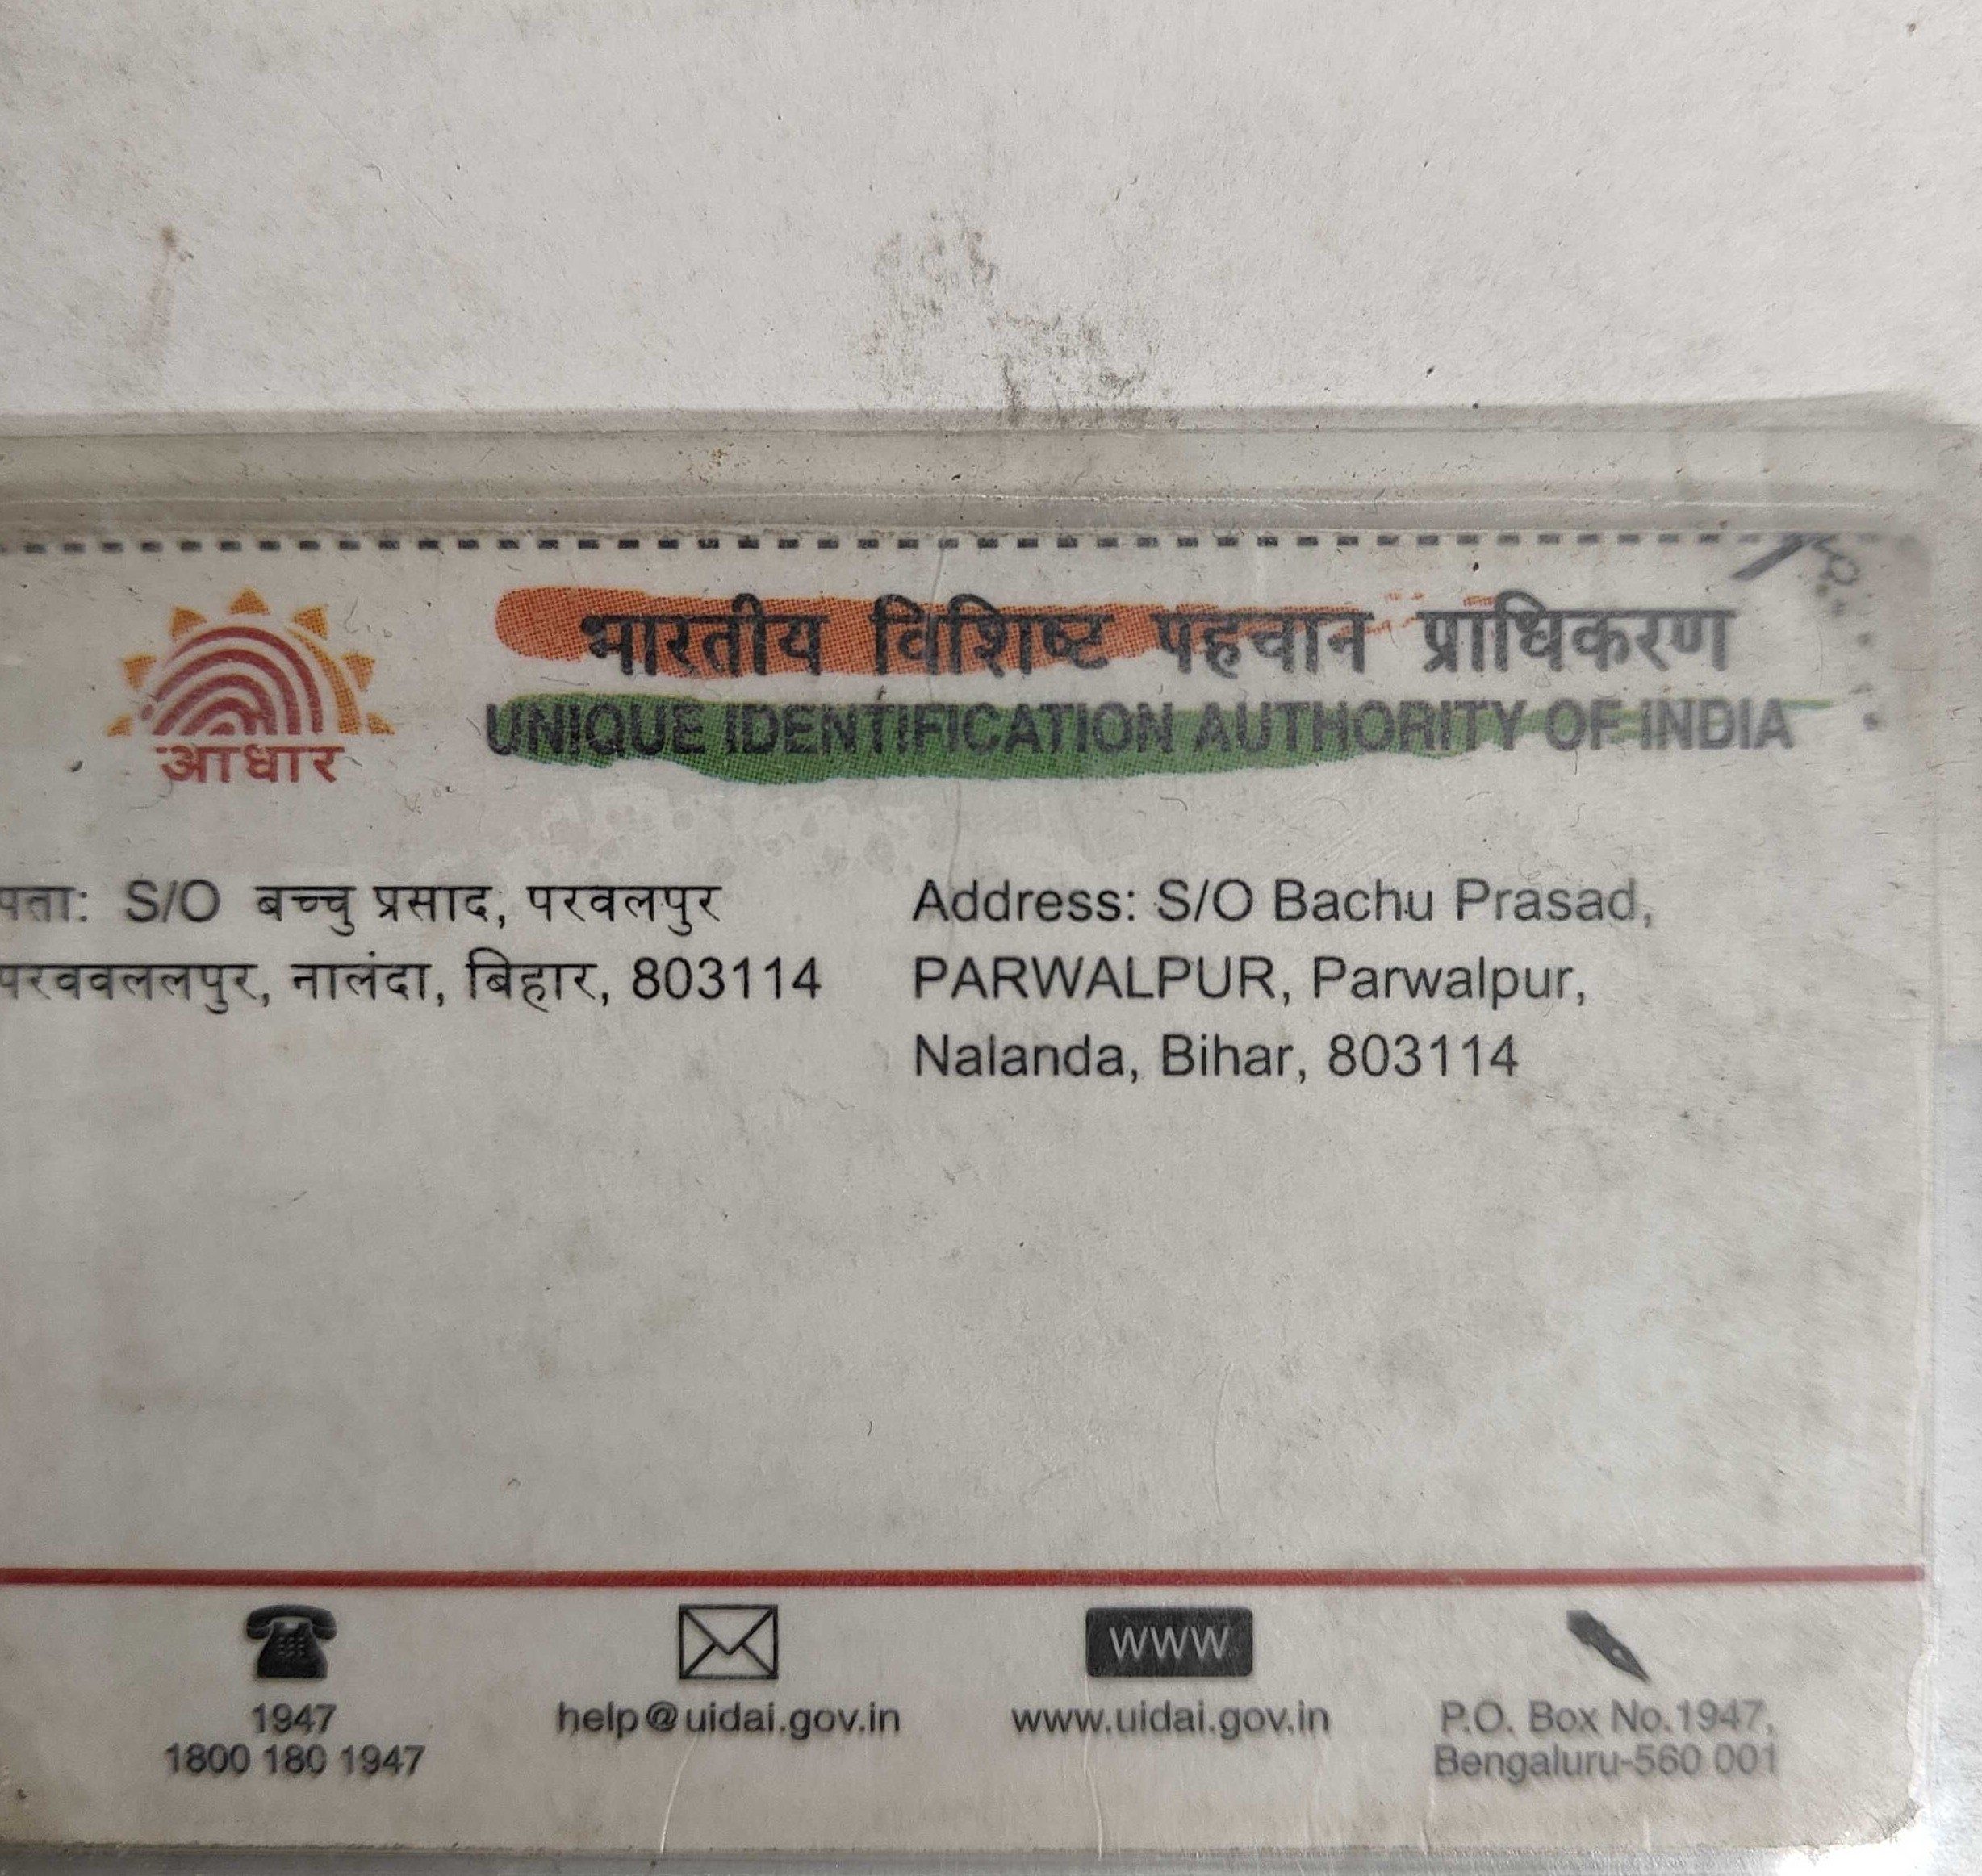 आधार
भारतीय विशिष्ट पहचान प्राधिकरण
UNIQUE IDENTIFICATION AUTHORITY OF INDIA
पता: S/O बच्चु प्रसाद, परवलपुर
परववललपुर, नालंदा, बिहार, 803114
Address: S/O Bachu Prasad,
PARWALPUR, Parwalpur,
Nalanda, Bihar, 803114
1947
1800 180 1947
help@uidai.gov.in
www
www.uidai.gov.in
P.O. Box No.1947,
Bengaluru-560 001